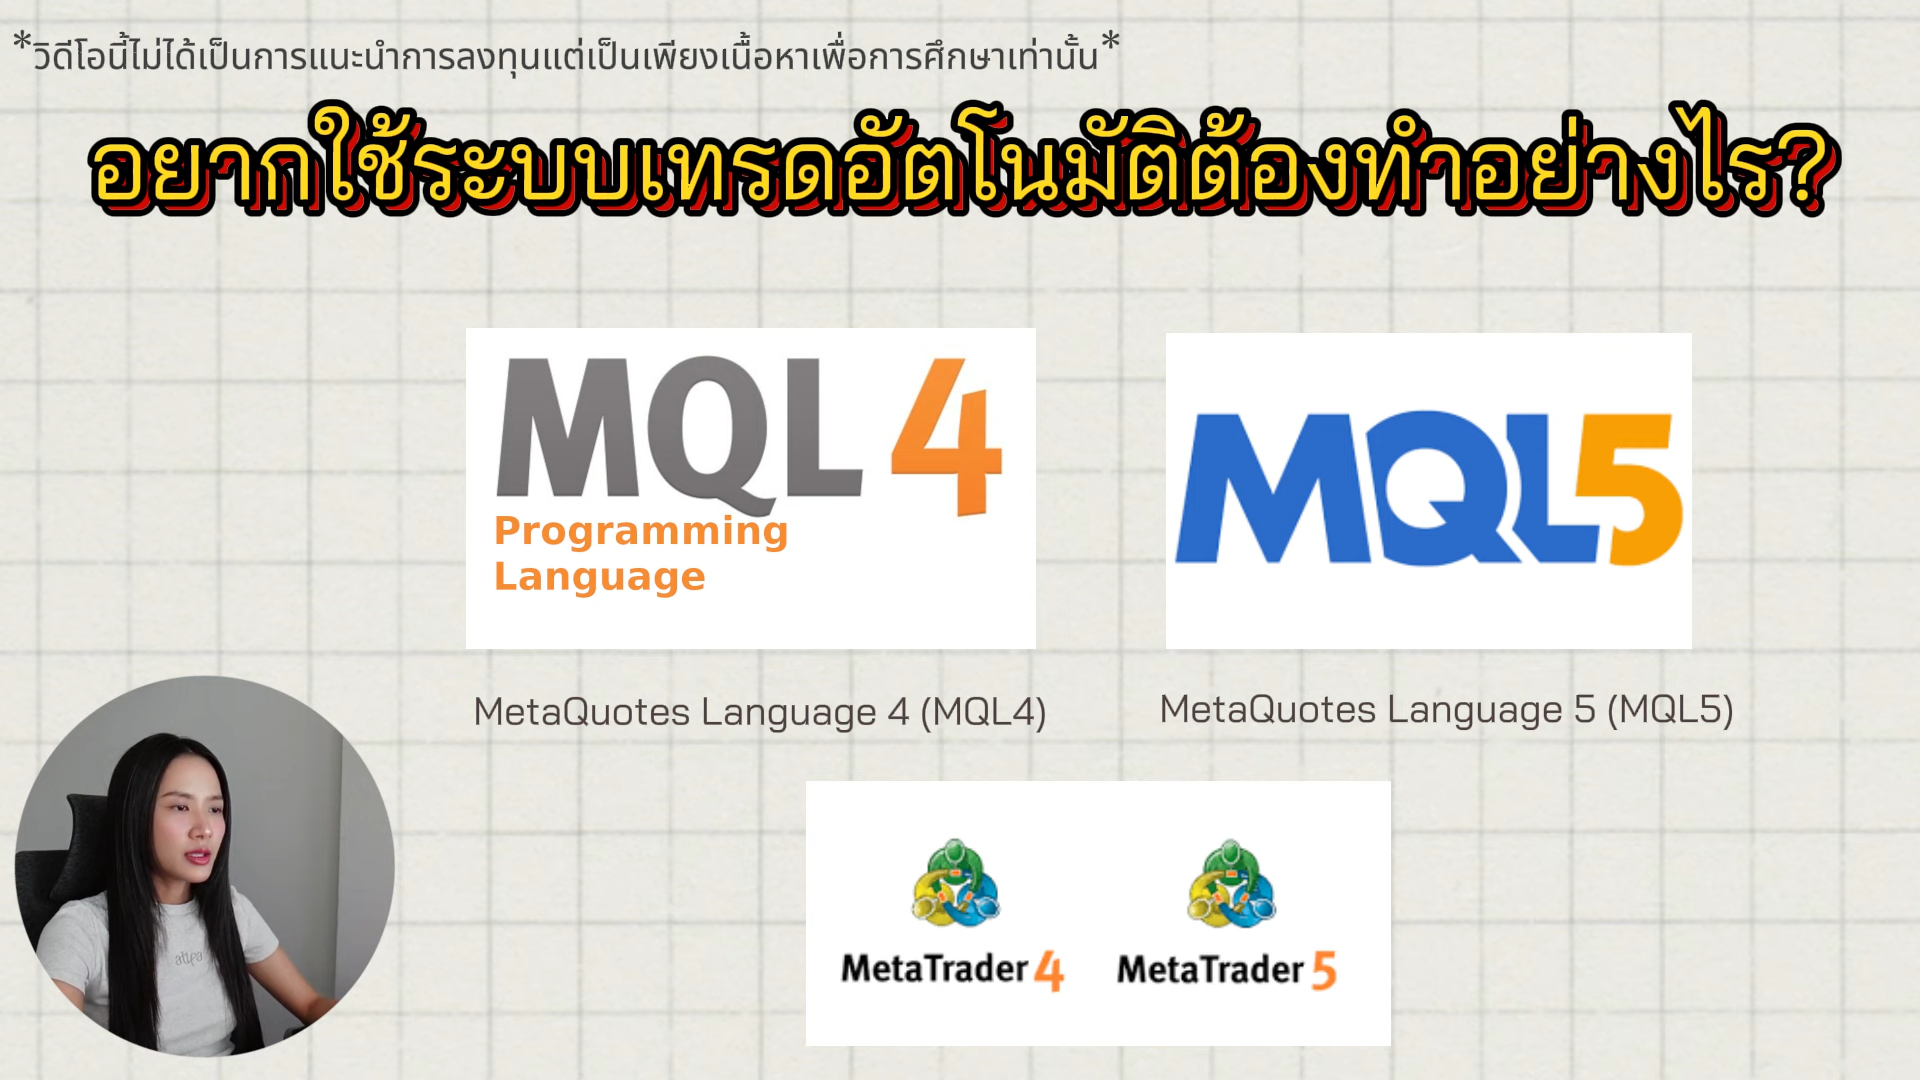 *วิดีโอนี้ไม่ได้เป็นการแนะนำการลงทุนแต่เป็นเพียงเนื้อหาเพื่อการศึกษาเท่านั้น*
อยากใช้ระบบเทรดอัตโนมัติต้องทำอย่างไร?
MQL4
Programming
Language
MQL5
MetaQuotes Language 4 (MQL4)
MetaQuotes Language 5 (MQL5)
MetaTrader 4
MetaTrader 5